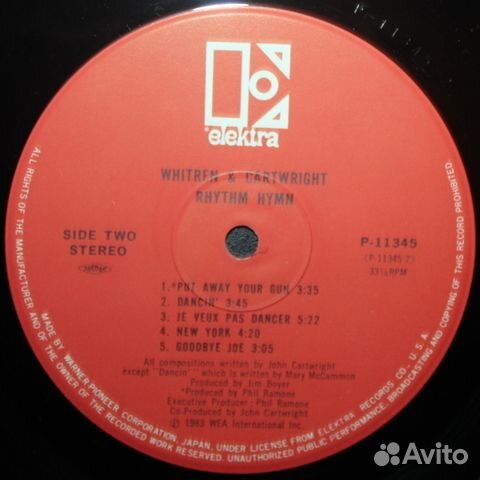 elektra
WHITREN & CARTWRIGHT
RHYTHM HYMN
SIDE TWO
STEREO
P-11345
(P-11345 2)
33⅓ RPM
1. *PUT AWAY YOUR GUN 3:35
2. DANCIN' 3:45
3. JE VEUX PAS DANCER 5:22
4. NEW YORK 4:20
5. GOODBYE JOE 3:05
All compositions written by John Cartwright
except "Dancin'" which is written by Mary McCammon
Produced by Jim Boyer
*Produced by Phil Ramone
Executive Producer : Phil Ramone
Co-Produced by John Cartwright
Ⓟ 1983 WEA International Inc.
ALL RIGHTS OF THE MANUFACTURER AND OF THE OWNER OF THE RECORDED WORK RESERVED. UNAUTHORIZED PUBLIC PERFORMANCE, BROADCASTING AND COPYING OF THIS RECORD PROHIBITED.
MADE BY WARNER-PIONEER CORPORATION, JAPAN, UNDER LICENSE FROM ELEKTRA RECORDS CO., U.S.A.
Avito